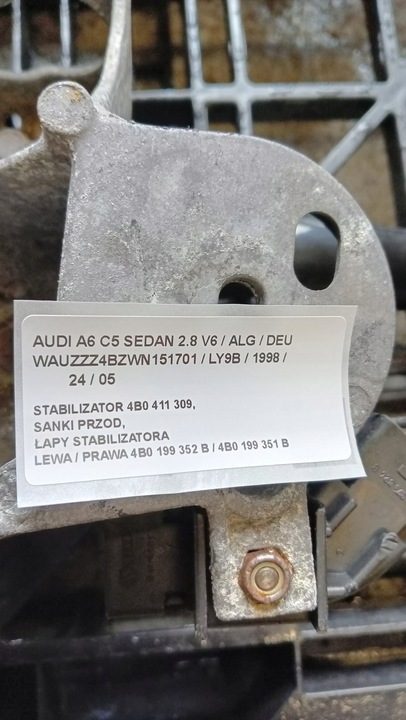 AUDI A6 C5 SEDAN 2.8 V6 / ALG / DEU
WAUZZZ4BZWN151701 / LY9B / 1998 /
24 / 05
STABILIZATOR 4B0 411 309,
SANKI PRZOD,
ŁAPY STABILIZATORA
LEWA / PRAWA 4B0 199 352 B / 4B0 199 351 B